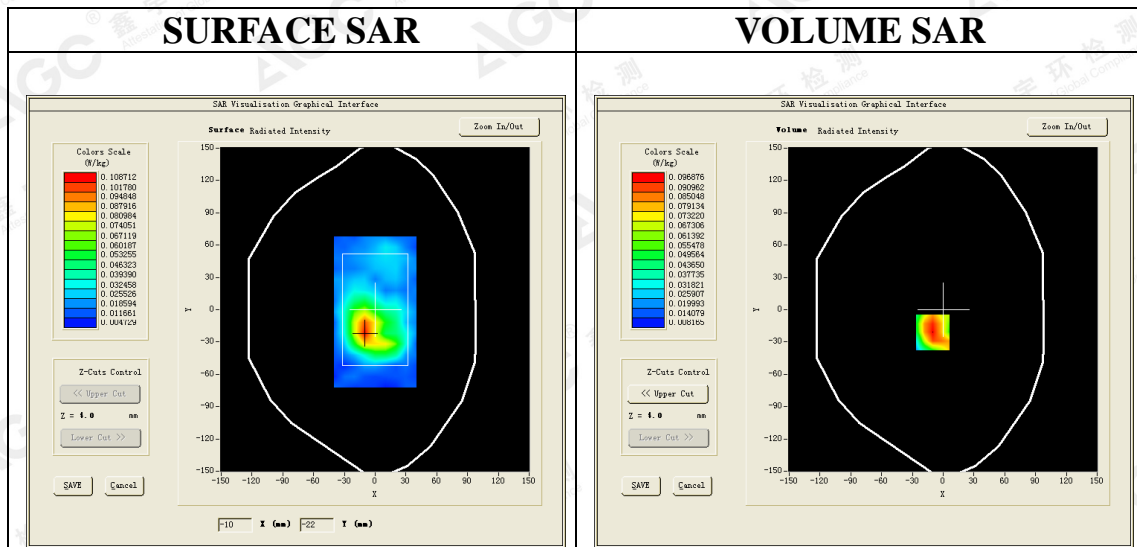 SURFACE SAR
VOLUME SAR
SAR Visualisation Graphical Interface
Surface Radiated Intensity
Zoom In/Out
Colors Scale
(W/kg)
0.108712
0.101780
0.094848
0.087916
0.080984
0.074051
0.067119
0.060187
0.053255
0.046323
0.039390
0.032458
0.025526
0.018594
0.011661
0.004729
150
120
90
60
30
0
-30
-60
-90
-120
-150
Y
-150 -120 -90 -60 -30 0 30 60 90 120 150
X
Z-Cuts Control
<< Upper Cut
Z = 4.0 mm
Lower Cut >>
SAVE Cancel
-10 X (mm) -22 Y (mm)
SAR Visualisation Graphical Interface
Volume Radiated Intensity
Zoom In/Out
Colors Scale
(W/kg)
0.096876
0.090962
0.085048
0.079134
0.073220
0.067306
0.061392
0.055478
0.049564
0.043650
0.037735
0.031821
0.025907
0.019993
0.014079
0.008165
150
120
90
60
30
0
-30
-60
-90
-120
-150
Y
-150 -120 -90 -60 -30 0 30 60 90 120 150
X
Z-Cuts Control
<< Upper Cut
Z = 4.0 mm
Lower Cut >>
SAVE Cancel